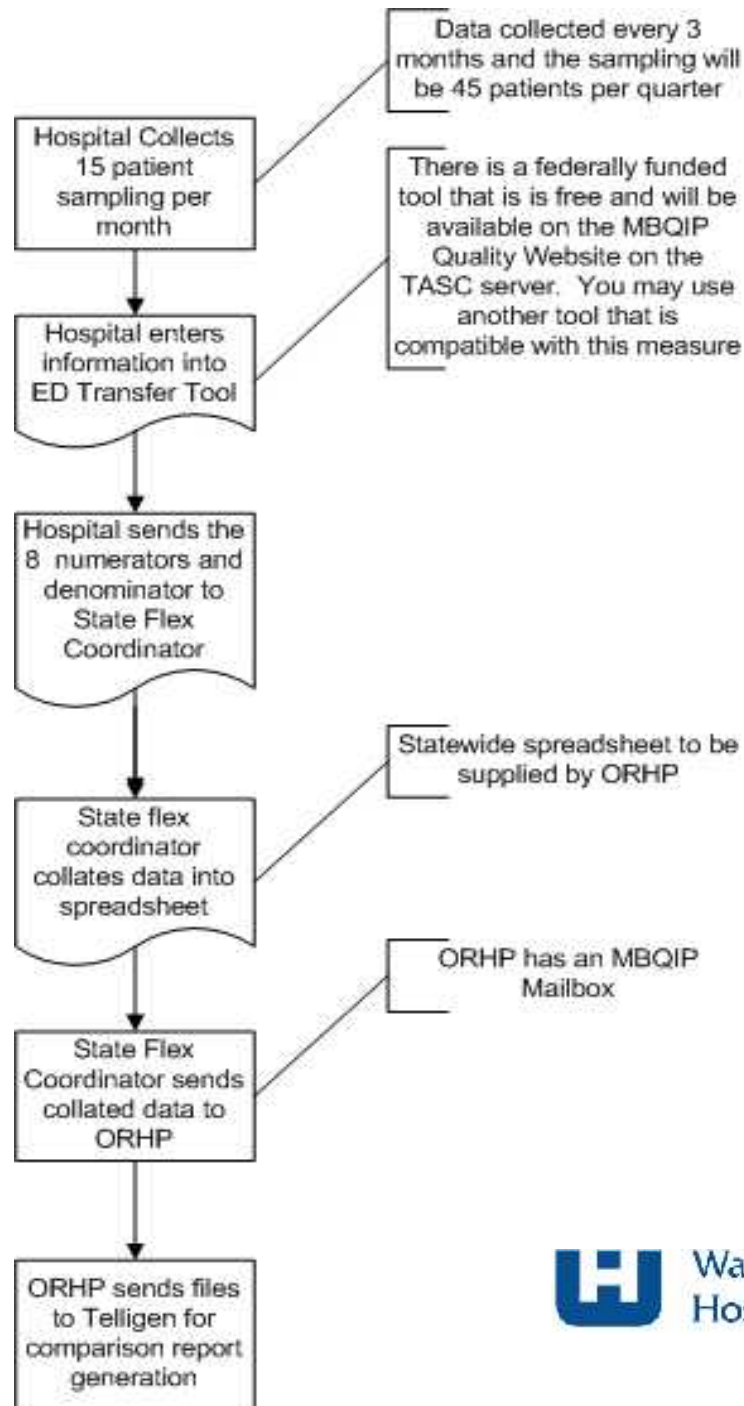 Data collected every 3
months and the sampling will
be 45 patients per quarter
Hospital Collects
15 patient
sampling per
month
There is a federally funded
tool that is is free and will be
available on the MBQIP
Quality Website on the
TASC server. You may use
another tool that is
compatible with this measure
Hospital enters
information into
ED Transfer Tool
Hospital sends the
8 numerators and
denominator to
State Flex
Coordinator
Statewide spreadsheet to be
supplied by ORHP
State flex
coordinator
collates data into
spreadsheet
ORHP has an MBQIP
Mailbox
State Flex
Coordinator sends
collated data to
ORHP
ORHP sends files
to Telligen for
comparison report
generation